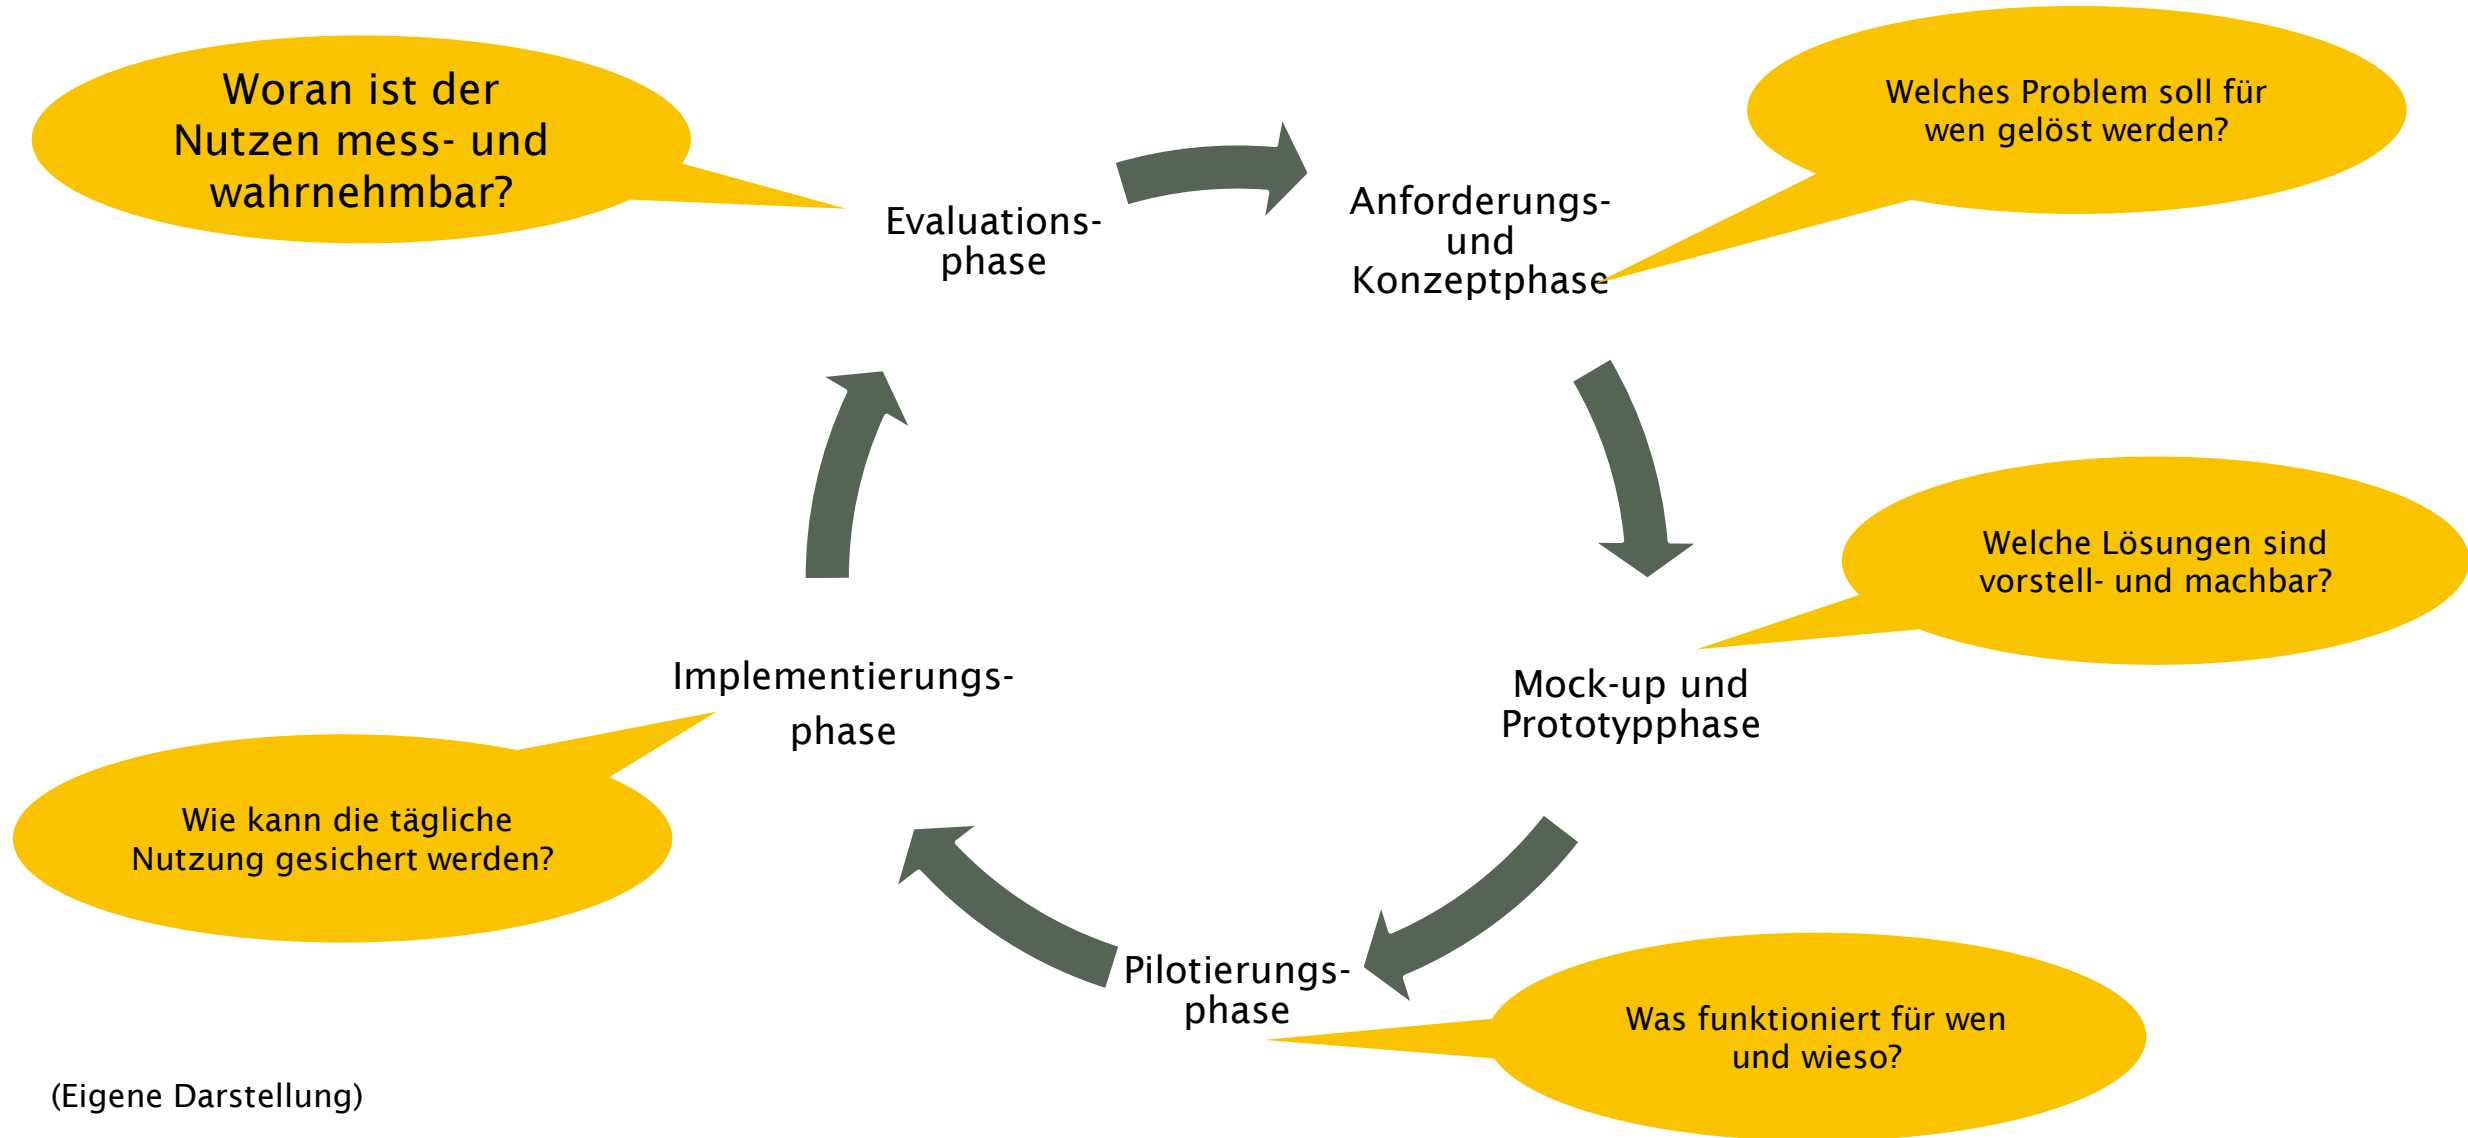 Woran ist der
Nutzen mess- und
wahrnehmbar?
Welches Problem soll für
wen gelöst werden?
Evaluations-
phase
Anforderungs-
und
Konzeptphase
Welche Lösungen sind
vorstell- und machbar?
Implementierungs-
phase
Mock-up und
Prototypphase
Wie kann die tägliche
Nutzung gesichert werden?
Pilotierungs-
phase
Was funktioniert für wen
und wieso?
(Eigene Darstellung)